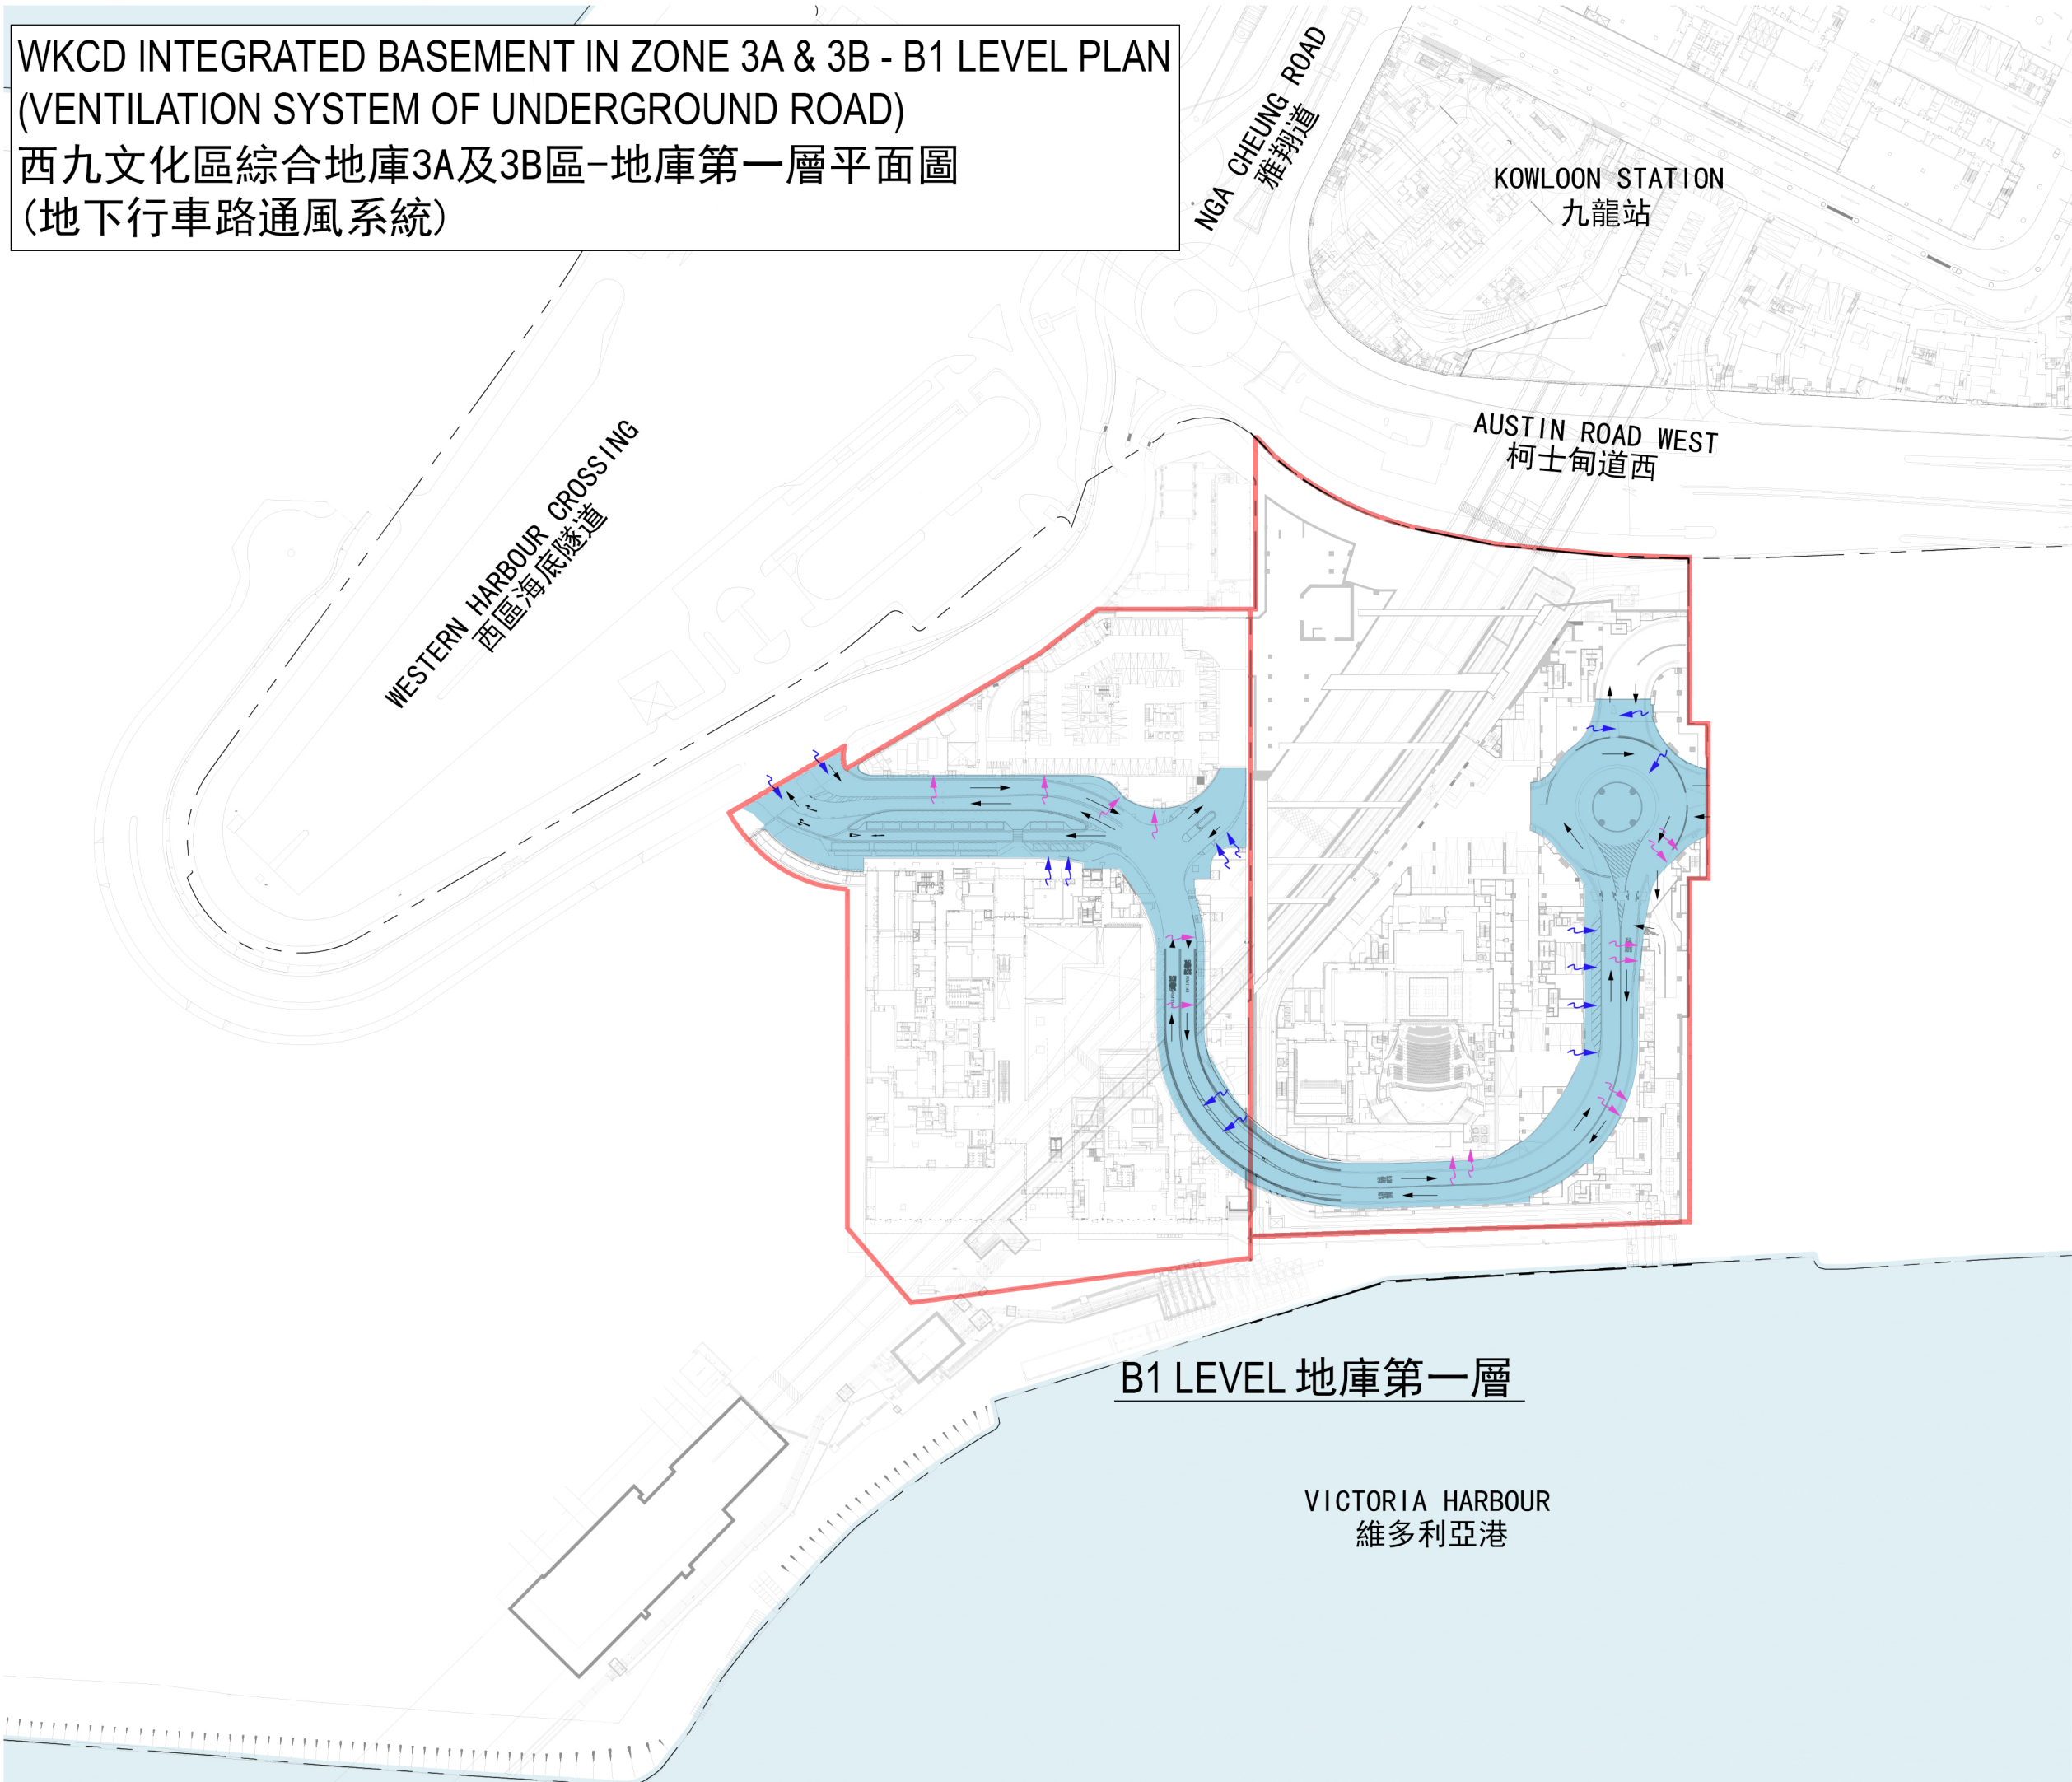 WKCD INTEGRATED BASEMENT IN ZONE 3A & 3B - B1 LEVEL PLAN
(VENTILATION SYSTEM OF UNDERGROUND ROAD)
西九文化區綜合地庫3A及3B區-地庫第一層平面圖
(地下行車路通風系統)
NGA CHEUNG ROAD
雅翔道
KOWLOON STATION
九龍站
AUSTIN ROAD WEST
柯士甸道西
WESTERN HARBOUR CROSSING
西區海底隧道
B1 LEVEL 地庫第一層
VICTORIA HARBOUR
維多利亞港